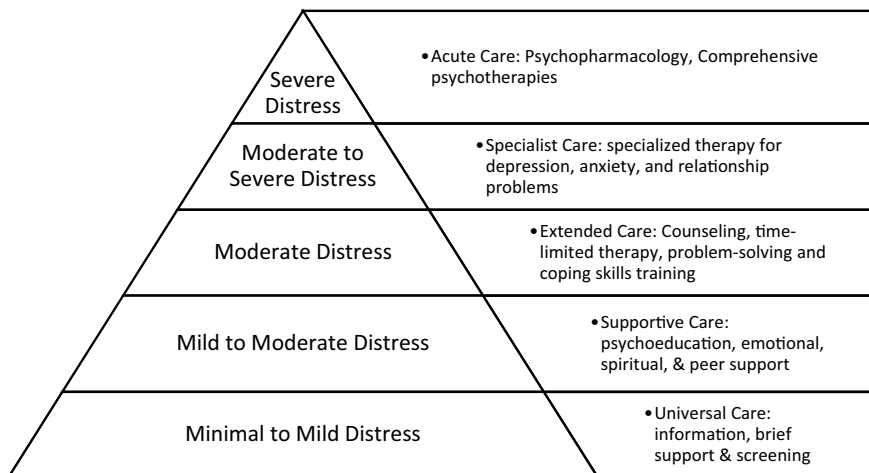 Severe
Distress
•Acute Care: Psychopharmacology, Comprehensive
psychotherapies
Moderate to
Severe Distress
•Specialist Care: specialized therapy for
depression, anxiety, and relationship
problems
Moderate Distress
•Extended Care: Counseling, time-
limited therapy, problem-solving and
coping skills training
Mild to Moderate Distress
•Supportive Care:
psychoeducation, emotional,
spiritual, & peer support
Minimal to Mild Distress
•Universal Care:
information, brief
support & screening